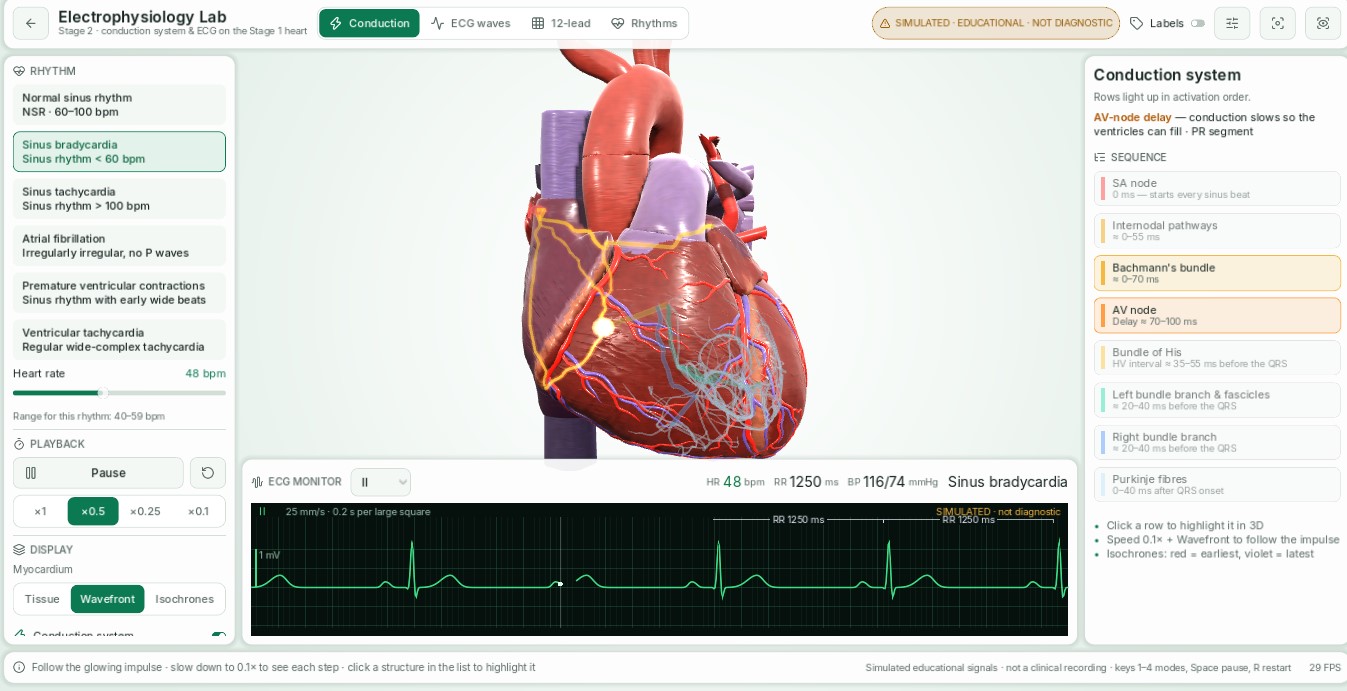 Electrophysiology Lab
Stage 2 · conduction system & ECG on the Stage 1 heart
Conduction
ECG waves
12-lead
Rhythms
SIMULATED · EDUCATIONAL · NOT DIAGNOSTIC
Labels
RHYTHM
Normal sinus rhythm
NSR · 60–100 bpm
Sinus bradycardia
Sinus rhythm < 60 bpm
Sinus tachycardia
Sinus rhythm > 100 bpm
Atrial fibrillation
Irregularly irregular, no P waves
Premature ventricular contractions
Sinus rhythm with early wide beats
Ventricular tachycardia
Regular wide-complex tachycardia
Heart rate 48 bpm
Range for this rhythm: 40–59 bpm
PLAYBACK
Pause
×1 ×0.5 ×0.25 ×0.1
DISPLAY
Myocardium
Tissue Wavefront Isochrones
Conduction system
ECG MONITOR
II
HR 48 bpm RR 1250 ms BP 116/74 mmHg Sinus bradycardia
II 25 mm/s · 0.2 s per large square
SIMULATED · not diagnostic
RR 1250 ms
RR 1250 ms
1 mV
Conduction system
Rows light up in activation order.
AV-node delay — conduction slows so the
ventricles can fill · PR segment
SEQUENCE
SA node
0 ms — starts every sinus beat
Internodal pathways
≈ 0–55 ms
Bachmann's bundle
≈ 0–70 ms
AV node
Delay ≈ 70–100 ms
Bundle of His
HV interval ≈ 35–55 ms before the QRS
Left bundle branch & fascicles
≈ 20–40 ms before the QRS
Right bundle branch
≈ 20–40 ms before the QRS
Purkinje fibres
0–40 ms after QRS onset
• Click a row to highlight it in 3D
• Speed 0.1× + Wavefront to follow the impulse
• Isochrones: red = earliest, violet = latest
Follow the glowing impulse · slow down to 0.1× to see each step · click a structure in the list to highlight it
Simulated educational signals · not a clinical recording · keys 1–4 modes, Space pause, R restart
29 FPS